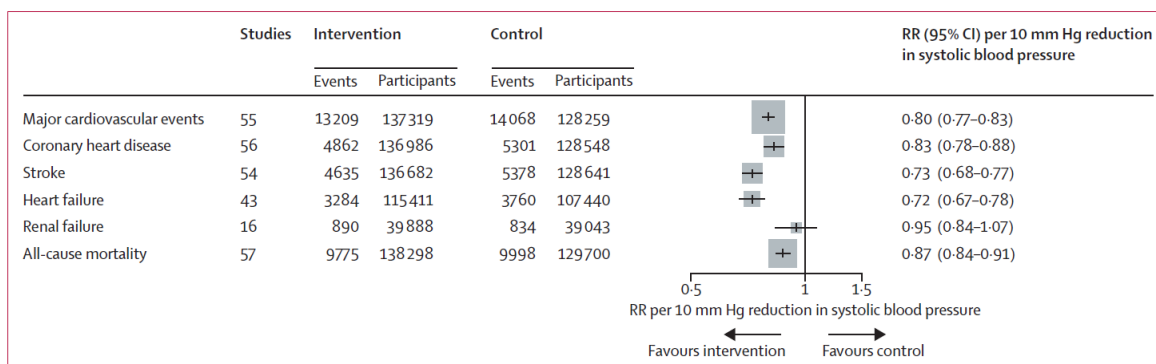 Studies Intervention Control RR (95% CI) per 10 mm Hg reduction
in systolic blood pressure
Events Participants Events Participants
Major cardiovascular events 55 13209 137319 14068 128259 0·80 (0·77–0·83)
Coronary heart disease 56 4862 136986 5301 128548 0·83 (0·78–0·88)
Stroke 54 4635 136682 5378 128641 0·73 (0·68–0·77)
Heart failure 43 3284 115411 3760 107440 0·72 (0·67–0·78)
Renal failure 16 890 39888 834 39043 0·95 (0·84–1·07)
All-cause mortality 57 9775 138298 9998 129700 0·87 (0·84–0·91)
0·5 1 1·5
RR per 10 mm Hg reduction in systolic blood pressure
Favours intervention Favours control